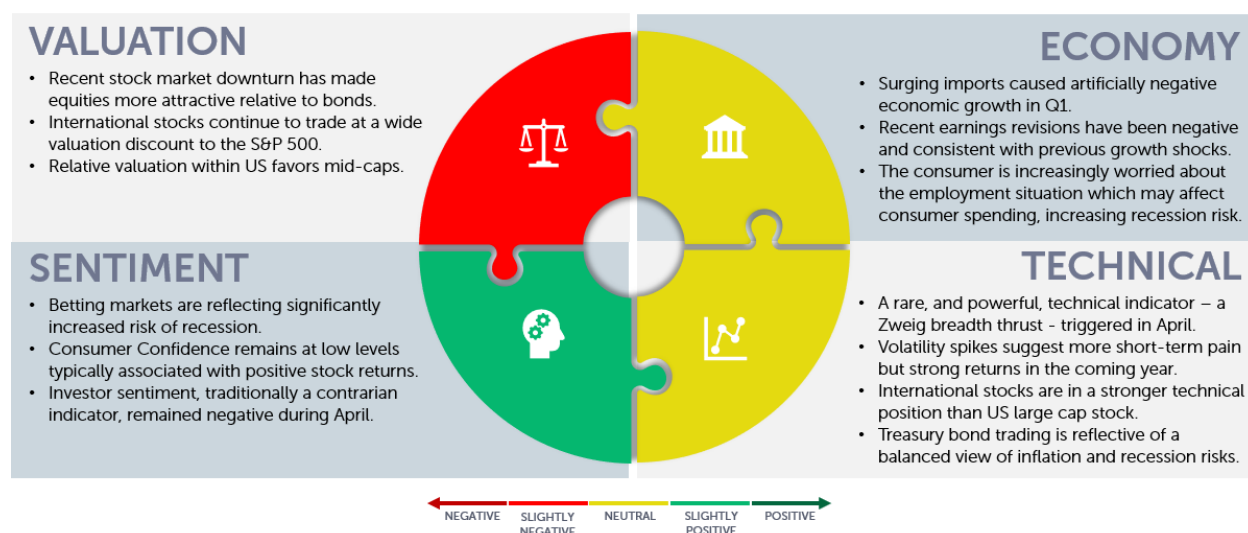 VALUATION
• Recent stock market downturn has made
equities more attractive relative to bonds.
• International stocks continue to trade at a wide
valuation discount to the S&P 500.
• Relative valuation within US favors mid-caps.
ECONOMY
• Surging imports caused artificially negative
economic growth in Q1.
• Recent earnings revisions have been negative
and consistent with previous growth shocks.
• The consumer is increasingly worried about
the employment situation which may affect
consumer spending, increasing recession risk.
SENTIMENT
• Betting markets are reflecting significantly
increased risk of recession.
• Consumer Confidence remains at low levels
typically associated with positive stock returns.
• Investor sentiment, traditionally a contrarian
indicator, remained negative during April.
TECHNICAL
• A rare, and powerful, technical indicator – a
Zweig breadth thrust - triggered in April.
• Volatility spikes suggest more short-term pain
but strong returns in the coming year.
• International stocks are in a stronger technical
position than US large cap stock.
• Treasury bond trading is reflective of a
balanced view of inflation and recession risks.
NEGATIVE
SLIGHTLY
NEGATIVE
NEUTRAL
SLIGHTLY
POSITIVE
POSITIVE